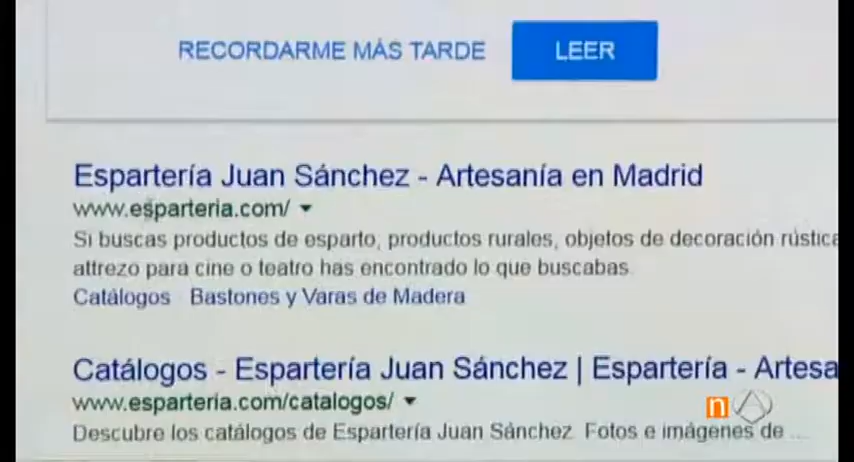 RECORDARME MÁS TARDE LEER
Espartería Juan Sánchez - Artesanía en Madrid
www.esparteria.com/
Si buscas productos de esparto, productos rurales, objetos de decoración rústica
attrezo para cine o teatro has encontrado lo que buscabas.
Catálogos Bastones y Varas de Madera
Catálogos - Espartería Juan Sánchez | Espartería - Artesa
www.esparteria.com/catalogos/
n
Descubre los catálogos de Espartería Juan Sánchez. Fotos e imágenes de ...